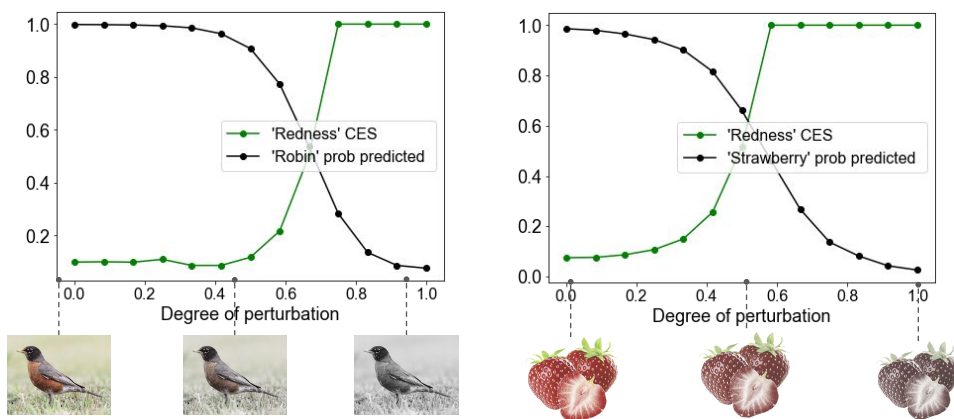 1.0
0.8
0.6
0.4
0.2
'Redness' CES
'Robin' prob predicted
0.0 0.2 0.4 0.6 0.8 1.0
Degree of perturbation
1.0
0.8
0.6
0.4
0.2
0.0
'Redness' CES
'Strawberry' prob predicted
0.0 0.2 0.4 0.6 0.8 1.0
Degree of perturbation